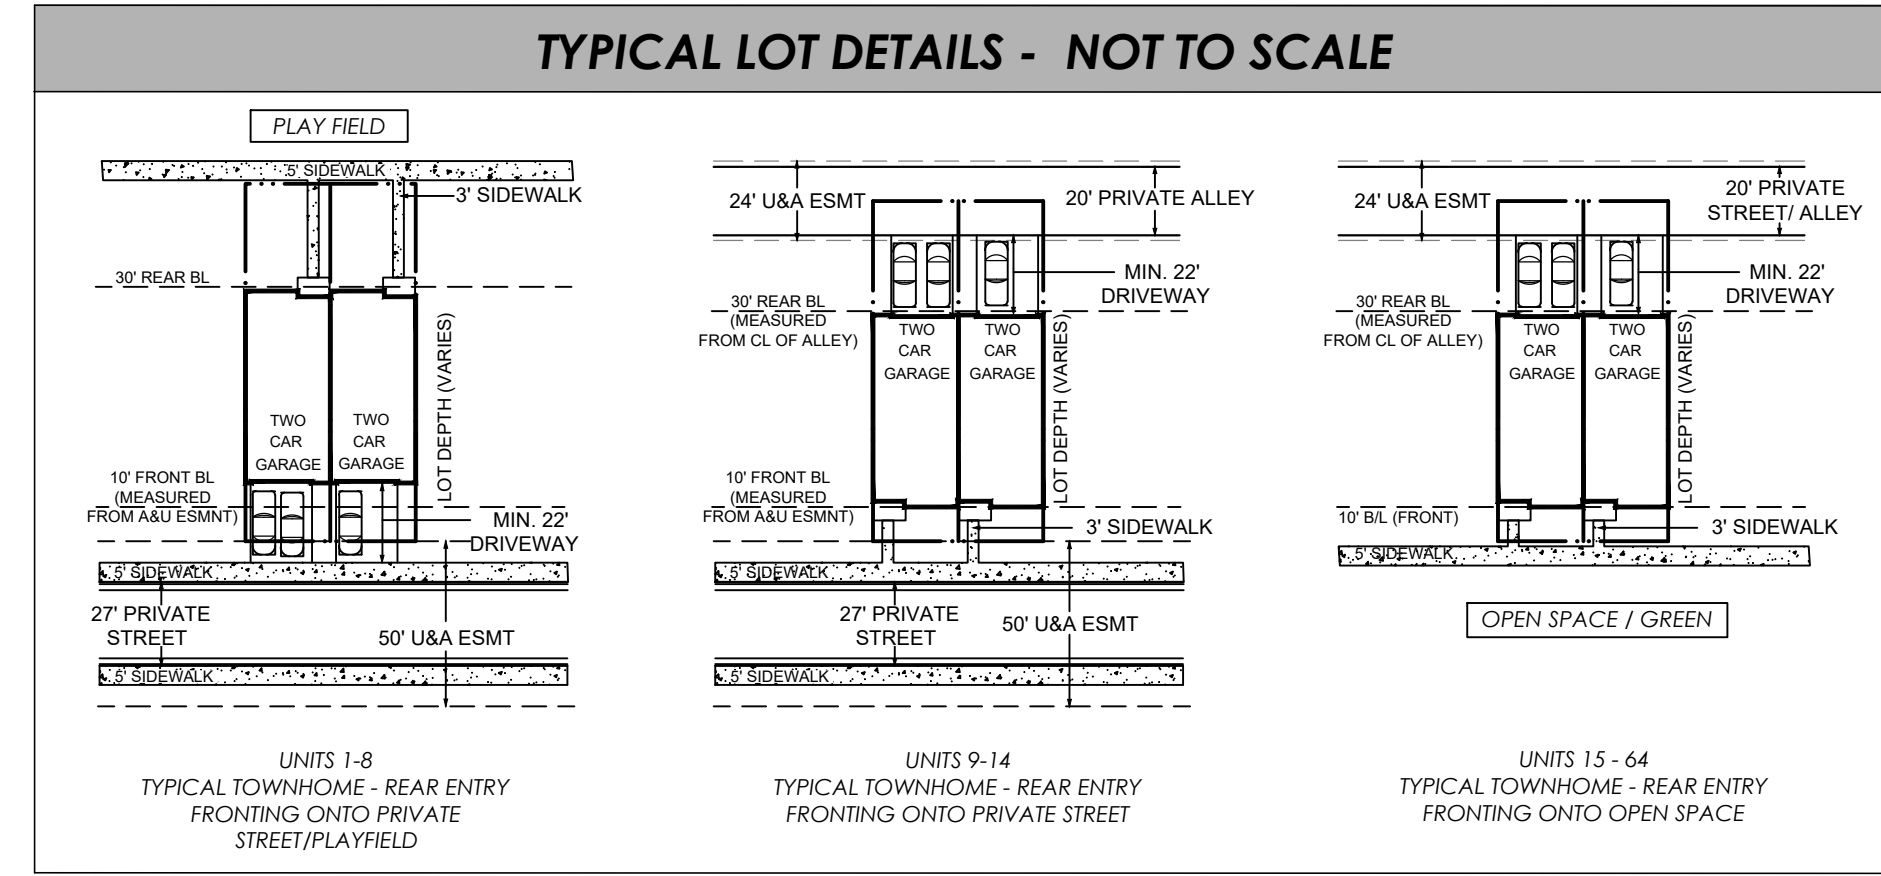 TYPICAL LOT DETAILS - NOT TO SCALE
PLAY FIELD
5' SIDEWALK
3' SIDEWALK
30' REAR BL
LOT DEPTH (VARIES)
TWO
CAR
GARAGE
TWO
CAR
GARAGE
10' FRONT BL
(MEASURED
FROM A&U ESMNT)
MIN. 22'
DRIVEWAY
5' SIDEWALK
27' PRIVATE
STREET
50' U&A ESMT
5' SIDEWALK
UNITS 1-8
TYPICAL TOWNHOME - REAR ENTRY
FRONTING ONTO PRIVATE
STREET/PLAYFIELD
24' U&A ESMT
20' PRIVATE ALLEY
MIN. 22'
DRIVEWAY
30' REAR BL
(MEASURED
FROM CL OF ALLEY)
TWO
CAR
GARAGE
TWO
CAR
GARAGE
LOT DEPTH (VARIES)
10' FRONT BL
(MEASURED
FROM A&U ESMNT)
3' SIDEWALK
5' SIDEWALK
27' PRIVATE
STREET
50' U&A ESMT
5' SIDEWALK
UNITS 9-14
TYPICAL TOWNHOME - REAR ENTRY
FRONTING ONTO PRIVATE STREET
24' U&A ESMT
20' PRIVATE
STREET/ ALLEY
MIN. 22'
DRIVEWAY
30' REAR BL
(MEASURED
FROM CL OF ALLEY)
TWO
CAR
GARAGE
TWO
CAR
GARAGE
LOT DEPTH (VARIES)
10' B/L (FRONT)
3' SIDEWALK
5' SIDEWALK
OPEN SPACE / GREEN
UNITS 15 - 64
TYPICAL TOWNHOME - REAR ENTRY
FRONTING ONTO OPEN SPACE